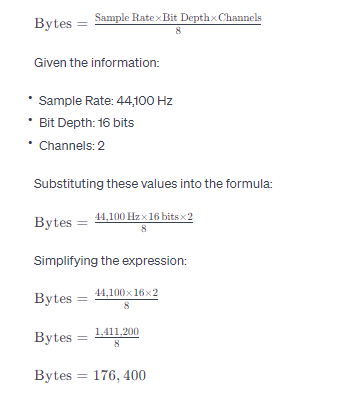 Bytes = Sample Rate×Bit Depth×Channels / 8
Given the information:
• Sample Rate: 44,100 Hz
• Bit Depth: 16 bits
• Channels: 2
Substituting these values into the formula:
Bytes = 44,100 Hz×16 bits×2 / 8
Simplifying the expression:
Bytes = 44,100×16×2 / 8
Bytes = 1,411,200 / 8
Bytes = 176, 400